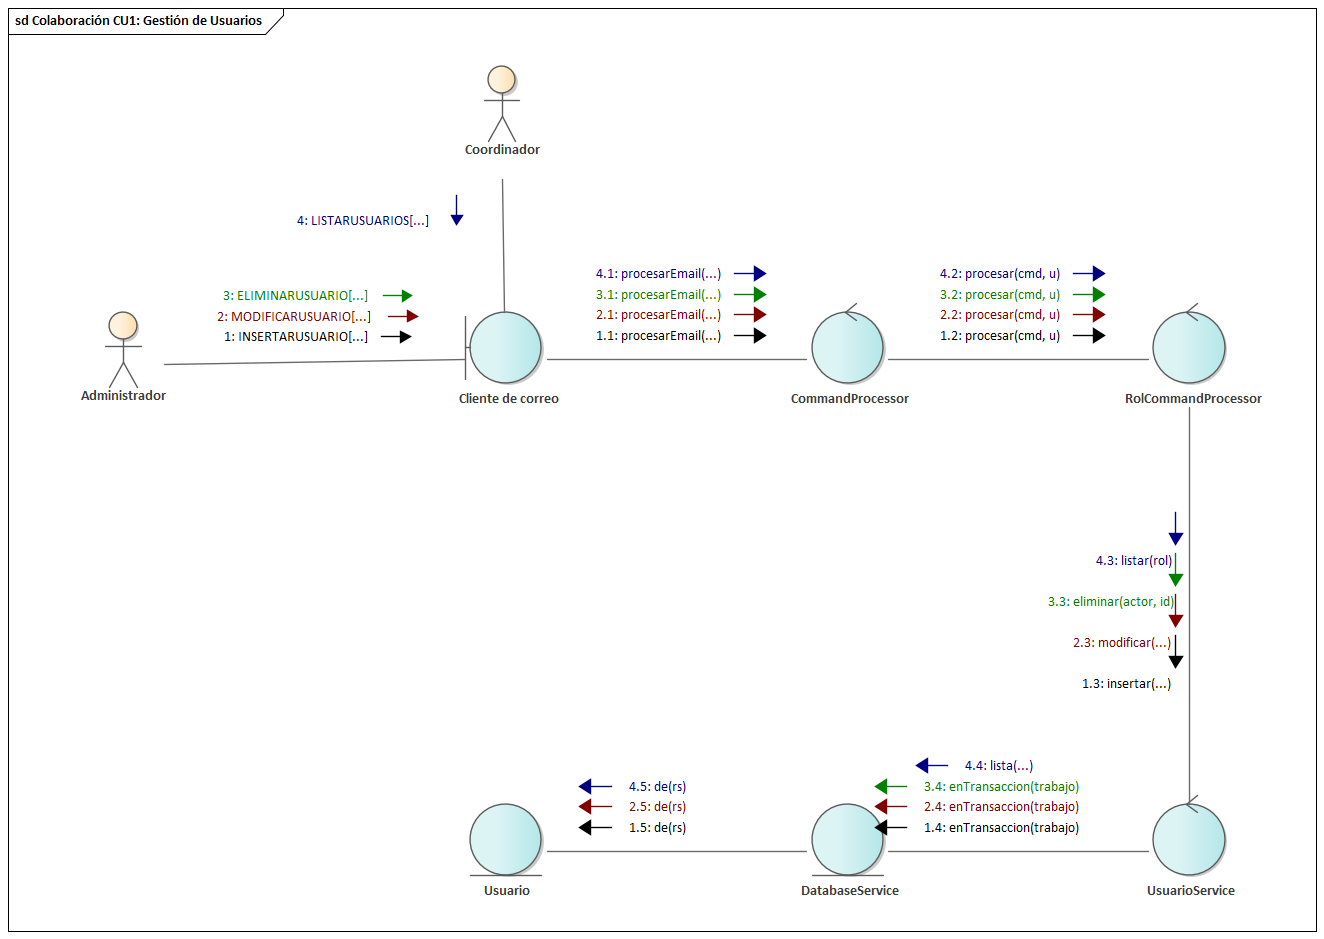 sd Colaboración CU1: Gestión de Usuarios
Coordinador
4: LISTARUSUARIOS[...]
3: ELIMINARUSUARIO[...]
2: MODIFICARUSUARIO[...]
1: INSERTARUSUARIO[...]
4.1: procesarEmail(...)
3.1: procesarEmail(...)
2.1: procesarEmail(...)
1.1: procesarEmail(...)
4.2: procesar(cmd, u)
3.2: procesar(cmd, u)
2.2: procesar(cmd, u)
1.2: procesar(cmd, u)
Administrador
Cliente de correo
CommandProcessor
RolCommandProcessor
4.3: listar(rol)
3.3: eliminar(actor, id)
2.3: modificar(...)
1.3: insertar(...)
4.4: lista(...)
3.4: enTransaccion(trabajo)
2.4: enTransaccion(trabajo)
1.4: enTransaccion(trabajo)
4.5: de(rs)
2.5: de(rs)
1.5: de(rs)
Usuario
DatabaseService
UsuarioService